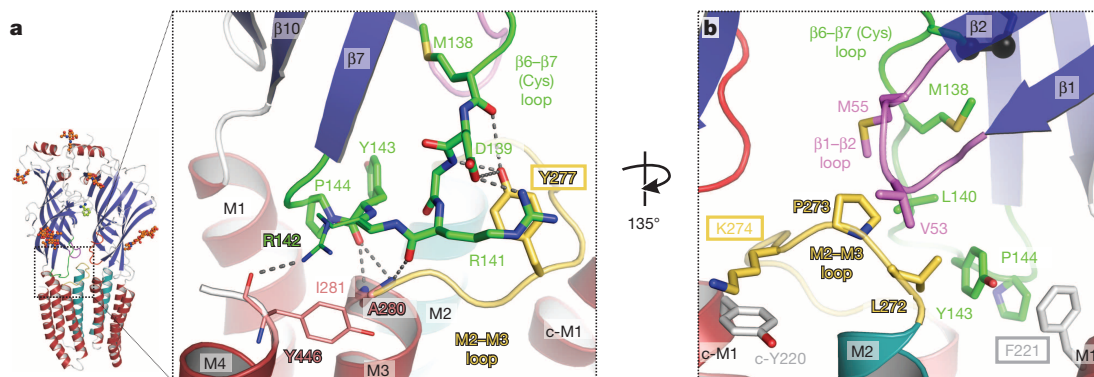 a
β10
β7
M138
β6–β7
(Cys)
loop
D139
Y143
Y277
P144
M1
R142
R141
I281
A280
M2
Y446
M2–M3
loop
c-M1
M4
M3
135°
b
β6–β7 (Cys)
loop
β2
β1
M55
M138
β1–β2
loop
L140
P273
V53
K274
M2–M3
loop
P144
L272
Y143
c-M1
c-Y220
M2
F221
M1